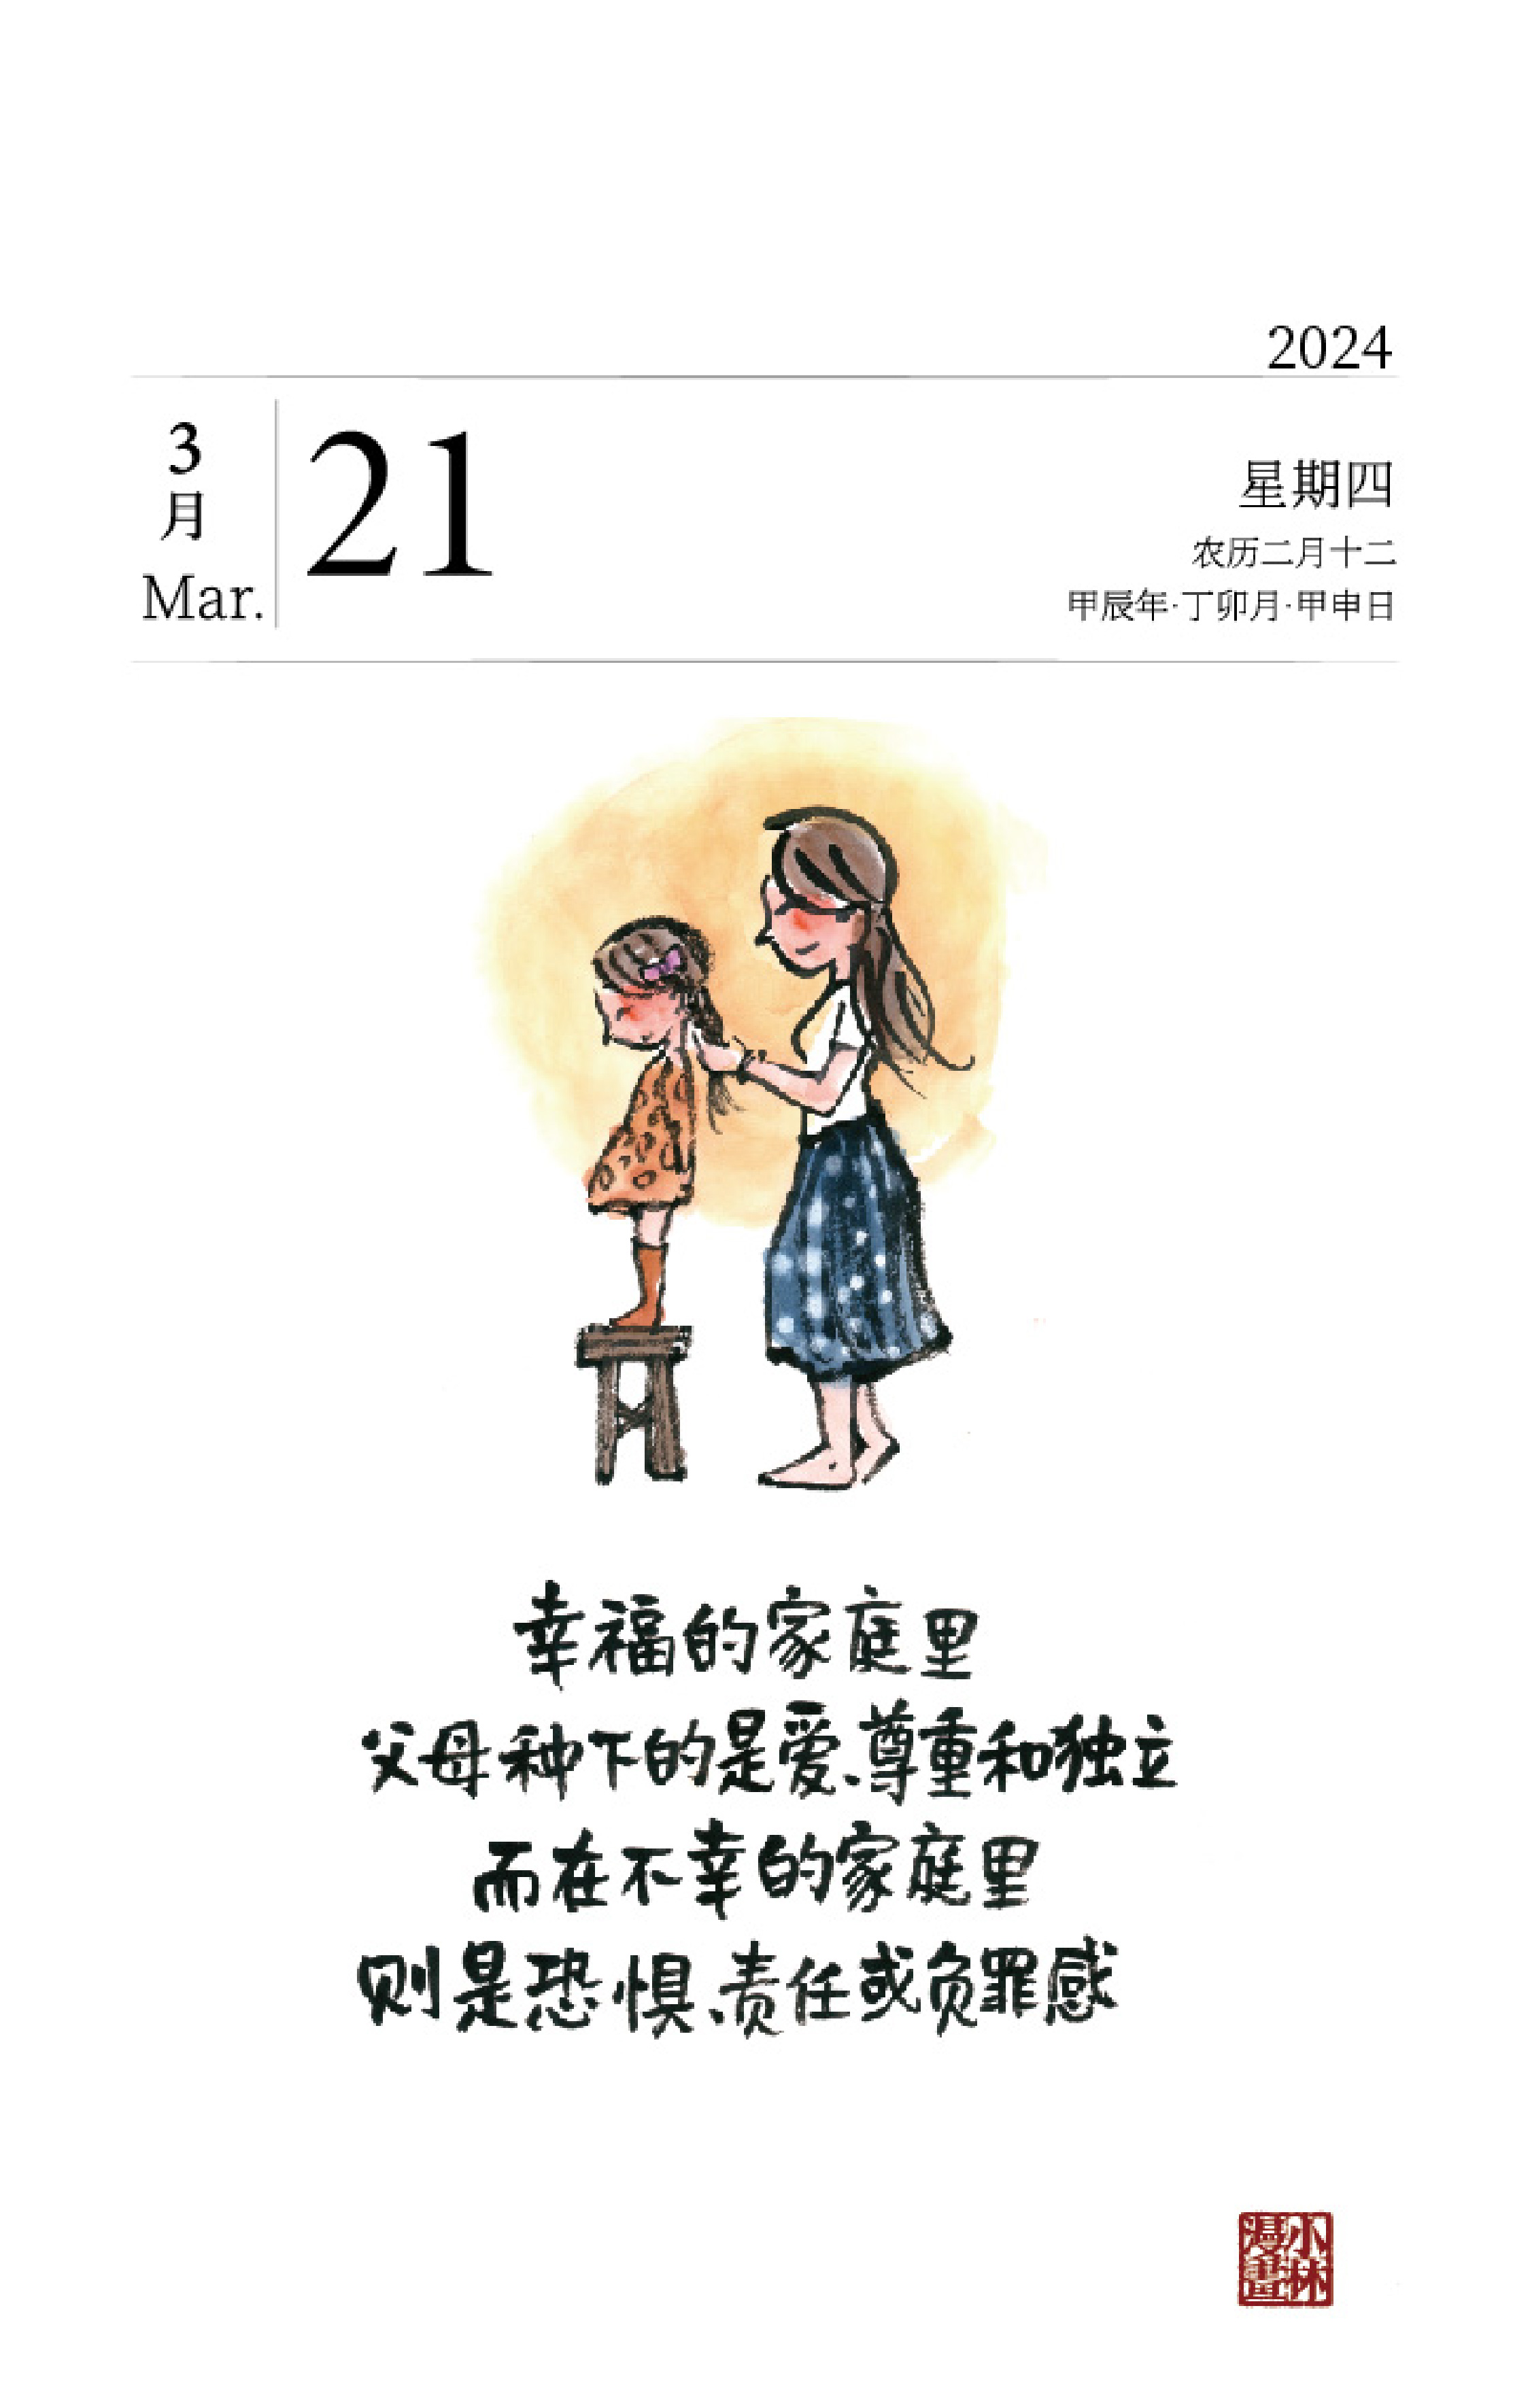 2024
3
月
Mar.
21
星期四
农历二月十二
甲辰年·丁卯月·甲申日
幸福的家庭里
父母种下的是爱、尊重和独立
而在不幸的家庭里
则是恐惧、责任或负罪感
小林
漫畫